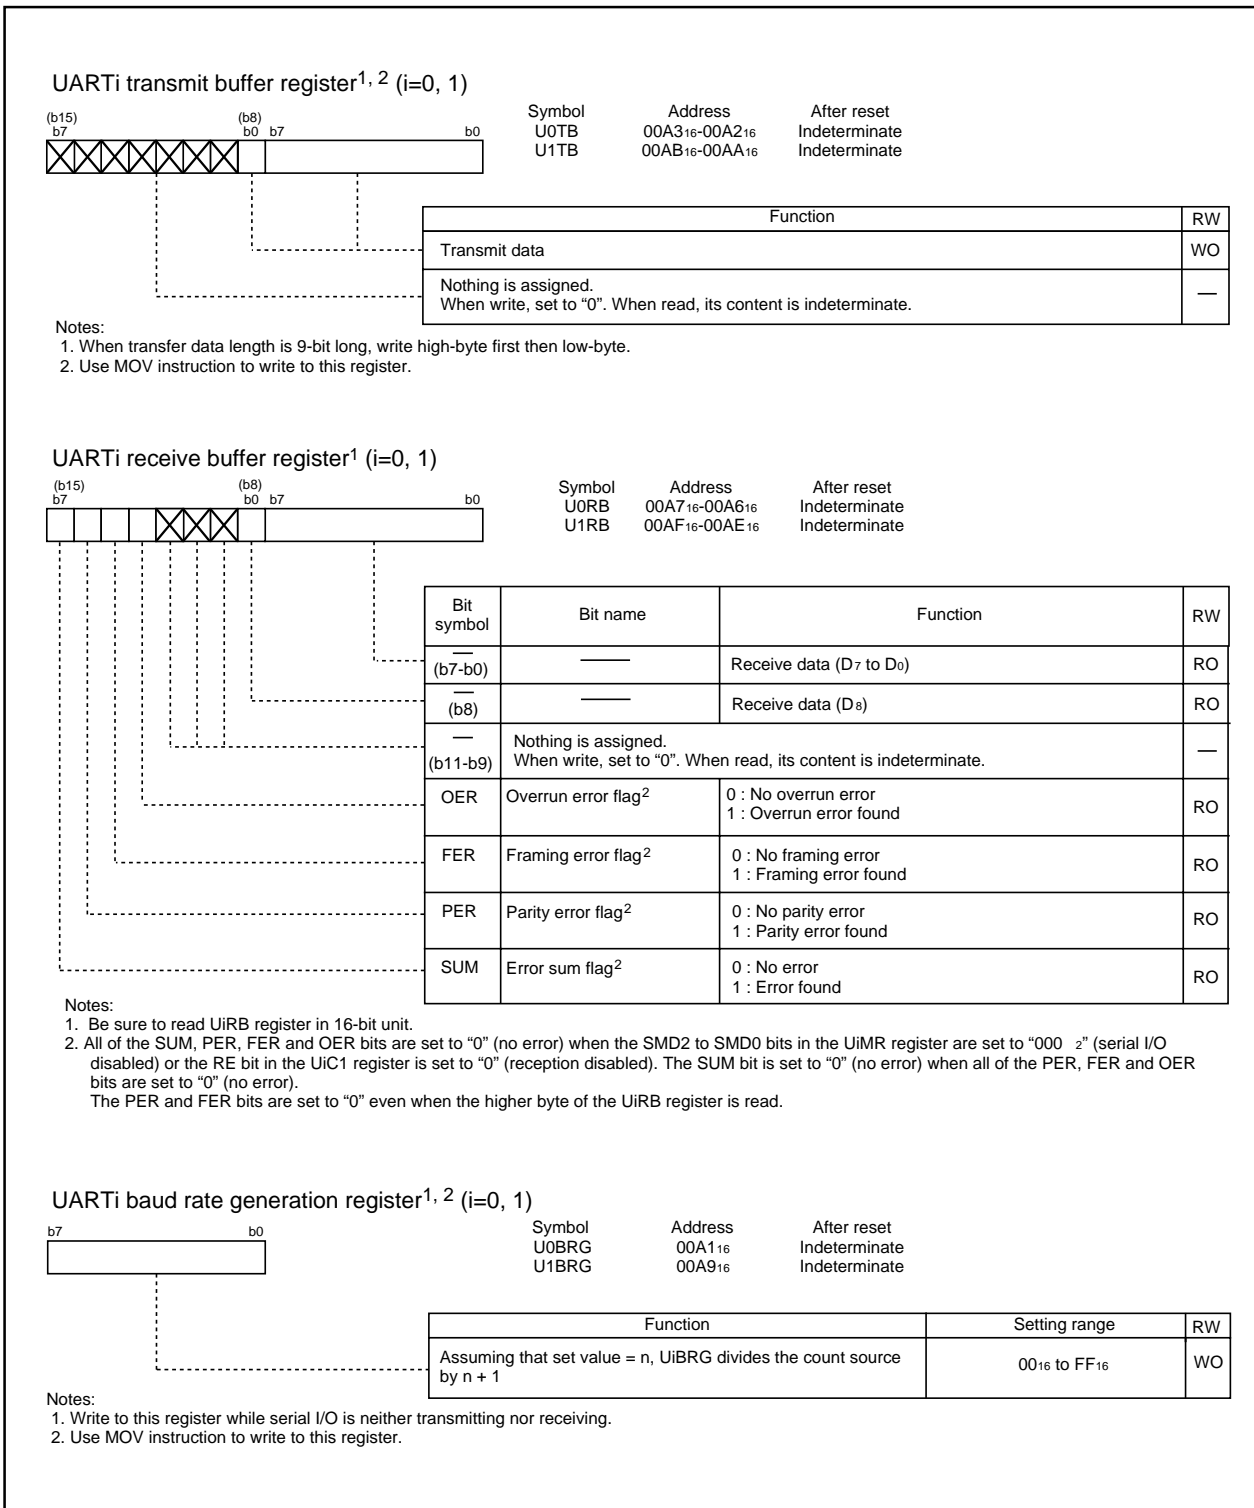 UARTi transmit buffer register1, 2 (i=0, 1)
(b15) (b8)
b7 b0 b7 b0
Symbol Address After reset
U0TB 00A316-00A216 Indeterminate
U1TB 00AB16-00AA16 Indeterminate
Function RW
Transmit data WO
Nothing is assigned.
When write, set to “0”. When read, its content is indeterminate. —
Notes:
1. When transfer data length is 9-bit long, write high-byte first then low-byte.
2. Use MOV instruction to write to this register.
UARTi receive buffer register1 (i=0, 1)
(b15) (b8)
b7 b0 b7 b0
Symbol Address After reset
U0RB 00A716-00A616 Indeterminate
U1RB 00AF16-00AE16 Indeterminate
Bit symbol Bit name Function RW
— (b7-b0) — Receive data (D7 to D0) RO
— (b8) — Receive data (D8) RO
— (b11-b9) Nothing is assigned.
When write, set to “0”. When read, its content is indeterminate. —
OER Overrun error flag2 0 : No overrun error
1 : Overrun error found RO
FER Framing error flag2 0 : No framing error
1 : Framing error found RO
PER Parity error flag2 0 : No parity error
1 : Parity error found RO
SUM Error sum flag2 0 : No error
1 : Error found RO
Notes:
1. Be sure to read UiRB register in 16-bit unit.
2. All of the SUM, PER, FER and OER bits are set to “0” (no error) when the SMD2 to SMD0 bits in the UiMR register are set to “000 2” (serial I/O
disabled) or the RE bit in the UiC1 register is set to “0” (reception disabled). The SUM bit is set to “0” (no error) when all of the PER, FER and OER
bits are set to “0” (no error).
The PER and FER bits are set to “0” even when the higher byte of the UiRB register is read.
UARTi baud rate generation register1, 2 (i=0, 1)
b7 b0
Symbol Address After reset
U0BRG 00A116 Indeterminate
U1BRG 00A916 Indeterminate
Function Setting range RW
Assuming that set value = n, UiBRG divides the count source
by n + 1 0016 to FF16 WO
Notes:
1. Write to this register while serial I/O is neither transmitting nor receiving.
2. Use MOV instruction to write to this register.